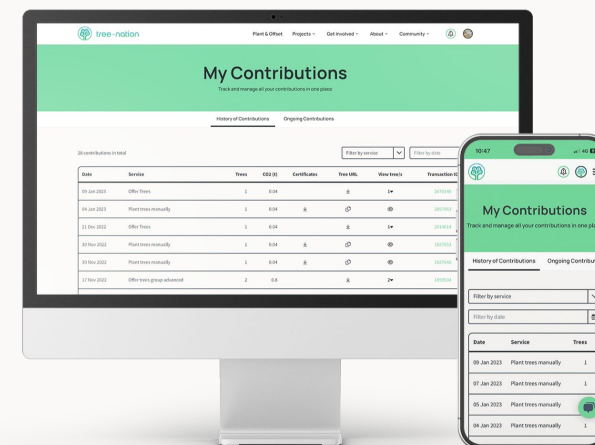 tree-nation
Plant & Offset Projects Get Involved About Community
My Contributions
Track and manage all your contributions in one place
History of Contributions Ongoing Contributions
contributions in total
Filter by service Filter by date
Date Service Trees CO2 (t) Certificates Tree URL View tree/s Transaction
09 Jan 2023 Offer Trees 1 0.04 1
04 Jan 2023 Plant trees manually 1 0.04
21 Dec 2022 Offer Trees 1 0.04 1
30 Nov 2022 Plant trees manually 1 0.04
30 Nov 2022 Plant trees manually 1 0.04
17 Nov 2022 Offer trees group advanced 2 0.8 2
10:47 4G
My Contributions
Track and manage all your contributions in one
History of Contributions Ongoing
Filter by service
Filter by date
Date Service Trees
09 Jan 2023 Plant trees manually 1
07 Jan 2023 Plant trees manually 1
05 Jan 2023 Plant trees manually 1
04 Jan 2023 Plant trees manually 1